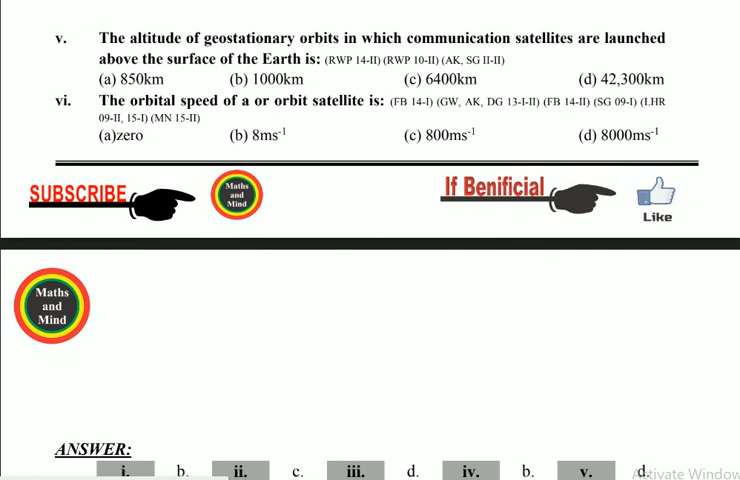 v. The altitude of geostationary orbits in which communication satellites are launched
above the surface of the Earth is: (RWP 14-II) (RWP 10-II) (AK, SG II-II)
(a) 850km (b) 1000km (c) 6400km (d) 42,300km
vi. The orbital speed of a or orbit satellite is: (FB 14-I) (GW, AK, DG 13-I-II) (FB 14-II) (SG 09-I) (LHR
09-II, 15-I) (MN 15-II)
(a)zero (b) 8ms⁻¹ (c) 800ms⁻¹ (d) 8000ms⁻¹
SUBSCRIBE
Maths
and
Mind
If Benificial
Like
Maths
and
Mind
ANSWER:
i. b. ii. c. iii. d. iv. b. v. d.
Activate Window